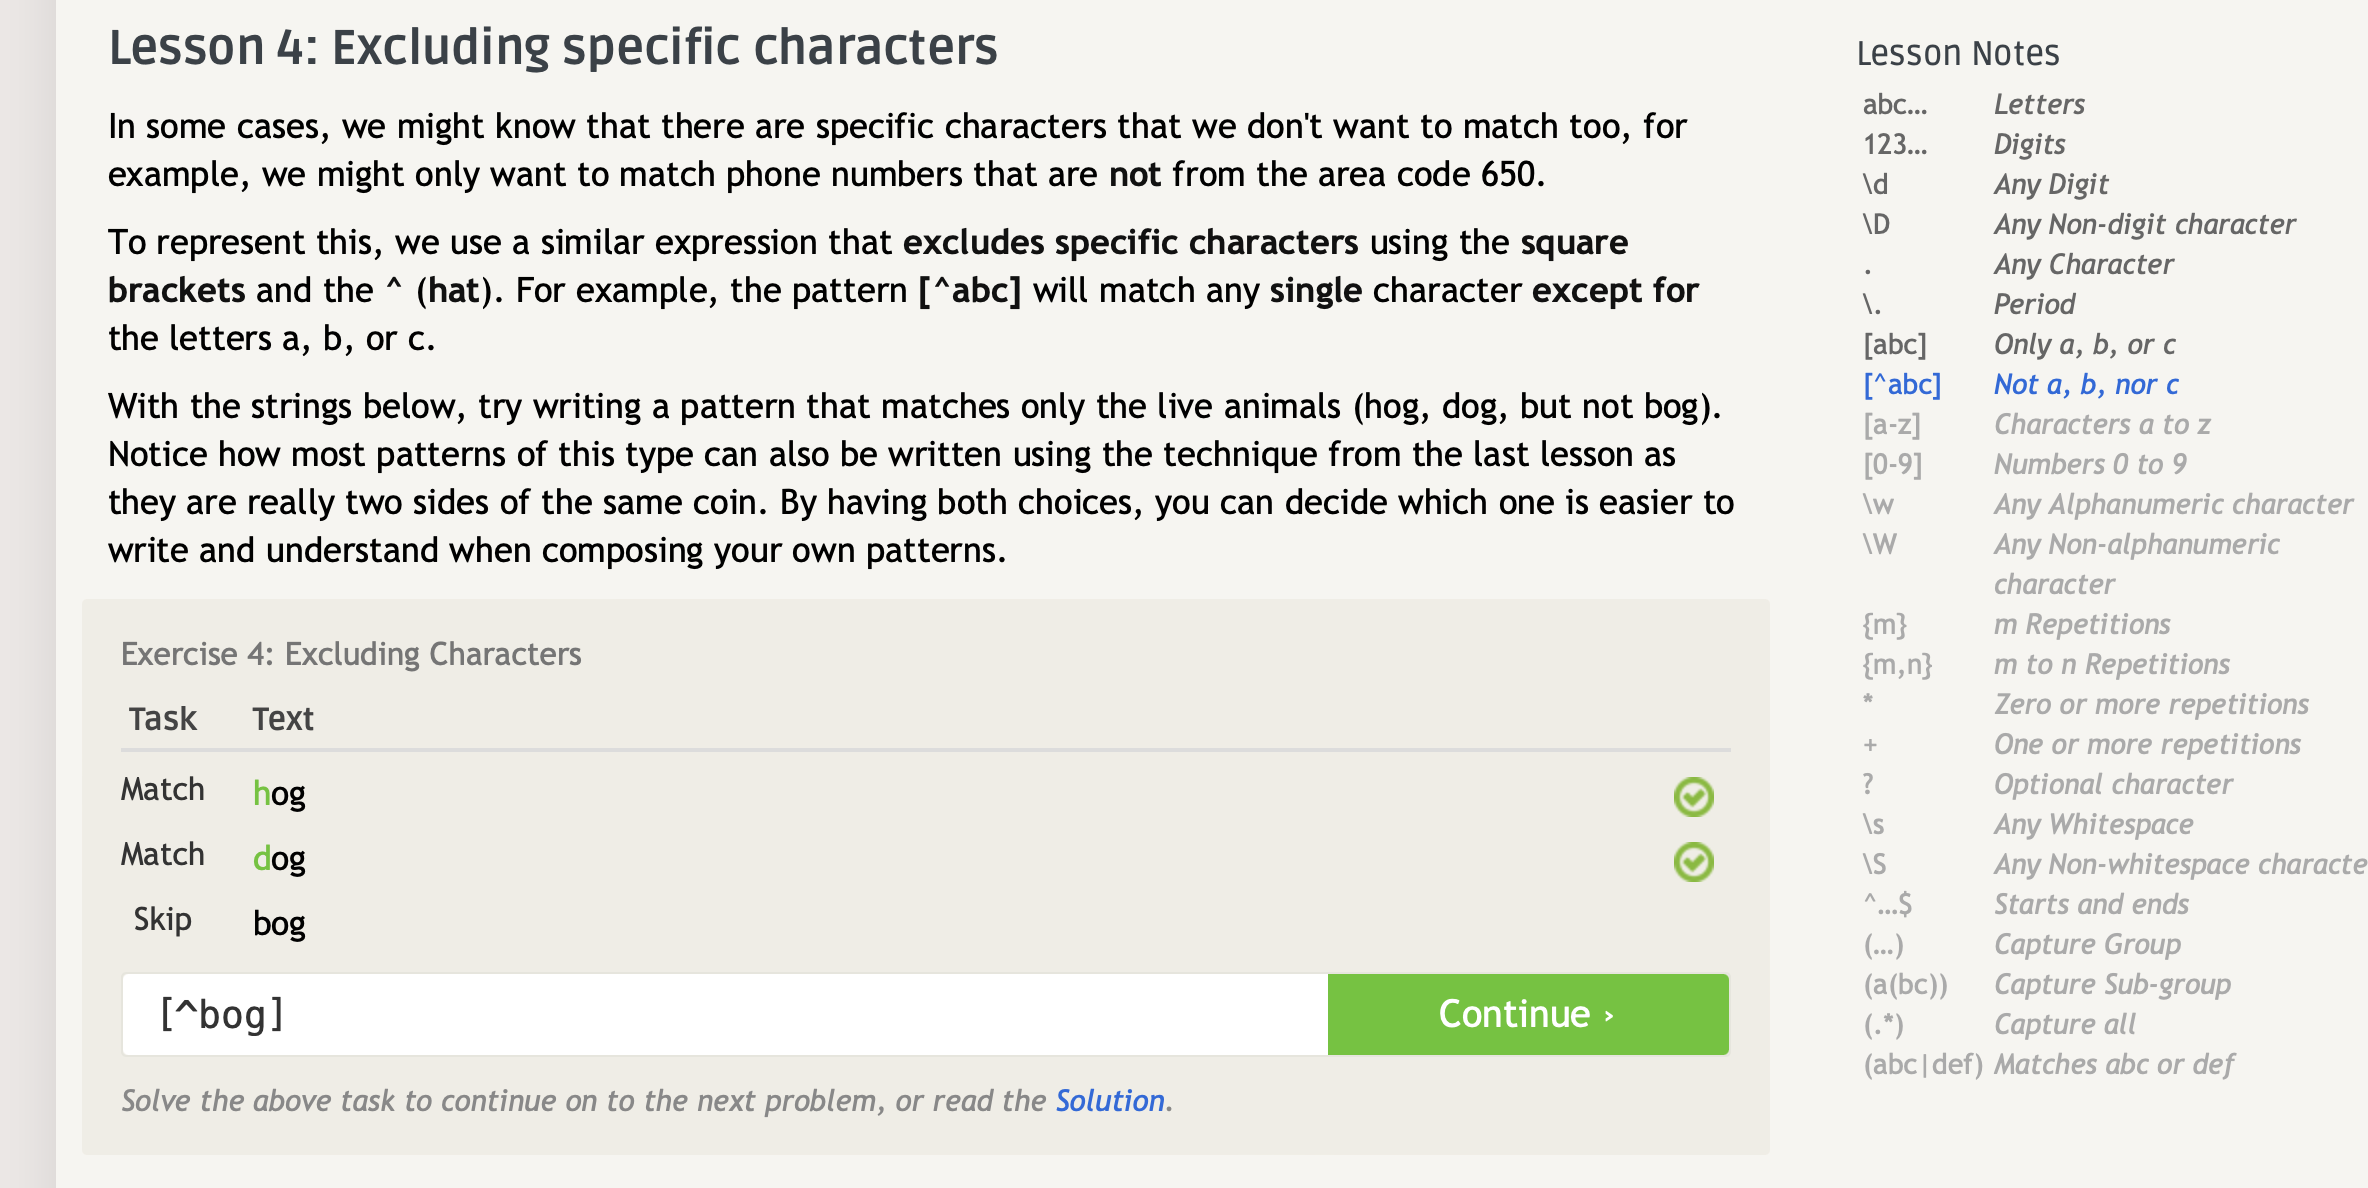 Lesson 4: Excluding specific characters
In some cases, we might know that there are specific characters that we don't want to match too, for
example, we might only want to match phone numbers that are not from the area code 650.
To represent this, we use a similar expression that excludes specific characters using the square
brackets and the ^ (hat). For example, the pattern [^abc] will match any single character except for
the letters a, b, or c.
With the strings below, try writing a pattern that matches only the live animals (hog, dog, but not bog).
Notice how most patterns of this type can also be written using the technique from the last lesson as
they are really two sides of the same coin. By having both choices, you can decide which one is easier to
write and understand when composing your own patterns.
Exercise 4: Excluding Characters
Task Text
Match hog
Match dog
Skip bog
[^bog]
Continue ›
Solve the above task to continue on to the next problem, or read the Solution.
Lesson Notes
abc… Letters
123… Digits
\d Any Digit
\D Any Non-digit character
. Any Character
\. Period
[abc] Only a, b, or c
[^abc] Not a, b, nor c
[a-z] Characters a to z
[0-9] Numbers 0 to 9
\w Any Alphanumeric character
\W Any Non-alphanumeric
character
{m} m Repetitions
{m,n} m to n Repetitions
* Zero or more repetitions
+ One or more repetitions
? Optional character
\s Any Whitespace
\S Any Non-whitespace characte
^…$ Starts and ends
(…) Capture Group
(a(bc)) Capture Sub-group
(.*) Capture all
(abc|def) Matches abc or def